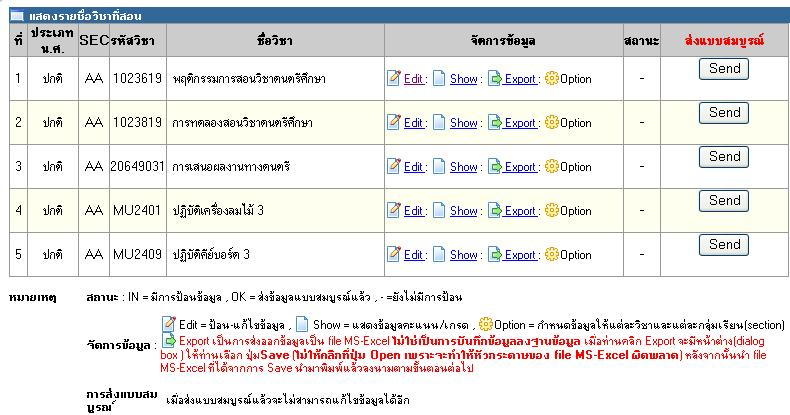 แสดงรายชื่อวิชาที่สอน
ที่ ประเภท น.ศ. SEC รหัสวิชา ชื่อวิชา จัดการข้อมูล สถานะ ส่งแบบสมบูรณ์
1 ปกติ AA 1023619 พฤติกรรมการสอนวิชาดนตรีศึกษา Edit : Show : Export : Option - Send
2 ปกติ AA 1023819 การทดลองสอนวิชาดนตรีศึกษา Edit : Show : Export : Option - Send
3 ปกติ AA 20649031 การเสนอผลงานทางดนตรี Edit : Show : Export : Option - Send
4 ปกติ AA MU2401 ปฏิบัติเครื่องลมไม้ 3 Edit : Show : Export : Option - Send
5 ปกติ AA MU2409 ปฏิบัติคีย์บอร์ด 3 Edit : Show : Export : Option - Send
หมายเหตุ สถานะ : IN = มีการป้อนข้อมูล , OK = ส่งข้อมูลแบบสมบูรณ์แล้ว , - =ยังไม่มีการป้อน
Edit = ป้อน-แก้ไขข้อมูล , Show = แสดงข้อมูลคะแนน/เกรด , Option = กำหนดข้อมูลให้แต่ละวิชาและแต่ละกลุ่มเรียน(section)
จัดการข้อมูล : Export เป็นการส่งออกข้อมูลเป็น file MS-Excel ไม่ใช่เป็นการบันทึกข้อมูลลงฐานข้อมูล เมื่อท่านคลิก Export จะมีหน้าต่าง(dialog
box ) ให้ท่านเลือก ปุ่มSave (ไม่ให้คลิกที่ปุ่ม Open เพราะจะทำให้หัวกระดาษของ file MS-Excel ผิดพลาด) หลังจากนั้นนำ file
MS-Excel ที่ได้จากการ Save นำมาพิมพ์แล้วลงนามตามขั้นตอนต่อไป
การส่งแบบสมบูรณ์ เมื่อส่งแบบสมบูรณ์แล้วจะไม่สามารถแก้ไขข้อมูลได้อีก